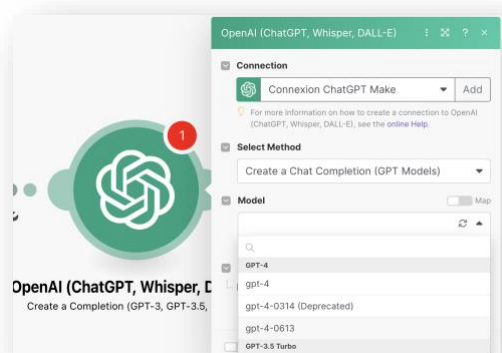 OpenAI (ChatGPT, Whisper, DALL-E)
Connection
Connexion ChatGPT Make
Add
For more information on how to create a connection to OpenAI
(ChatGPT, Whisper, DALL-E), see the online Help.
Select Method
Create a Chat Completion (GPT Models)
Model
Map
GPT-4
gpt-4
gpt-4-0314 (Deprecated)
gpt-4-0613
GPT-3.5 Turbo
1
OpenAI (ChatGPT, Whisper, D
Create a Completion (GPT-3, GPT-3.5,